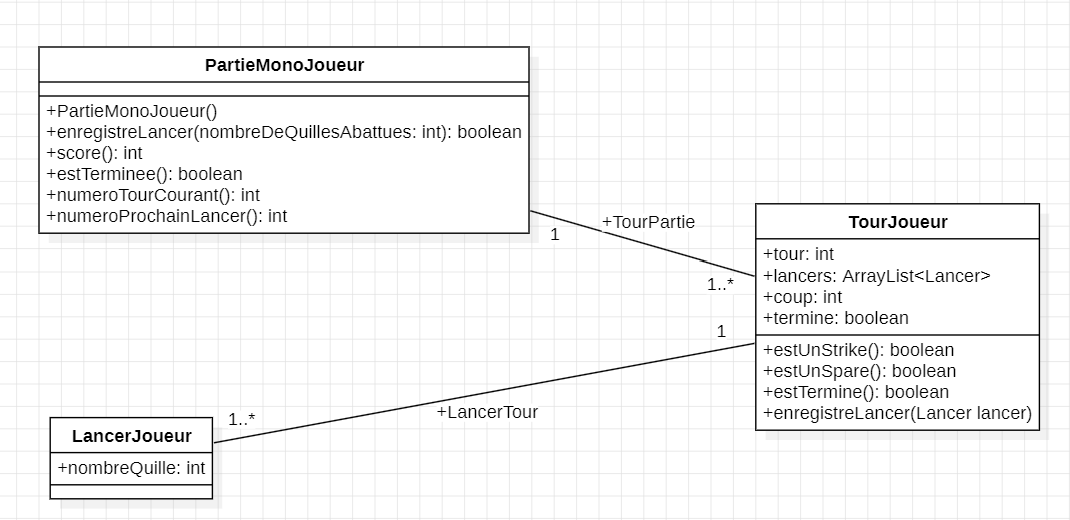 PartieMonoJoueur
+PartieMonoJoueur()
+enregistreLancer(nombreDeQuillesAbattues: int): boolean
+score(): int
+estTerminee(): boolean
+numeroTourCourant(): int
+numeroProchainLancer(): int
+TourPartie
1
1..*
TourJoueur
+tour: int
+lancers: ArrayList<Lancer>
+coup: int
+termine: boolean
+estUnStrike(): boolean
+estUnSpare(): boolean
+estTermine(): boolean
+enregistreLancer(Lancer lancer)
1
+LancerTour
1..*
LancerJoueur
+nombreQuille: int